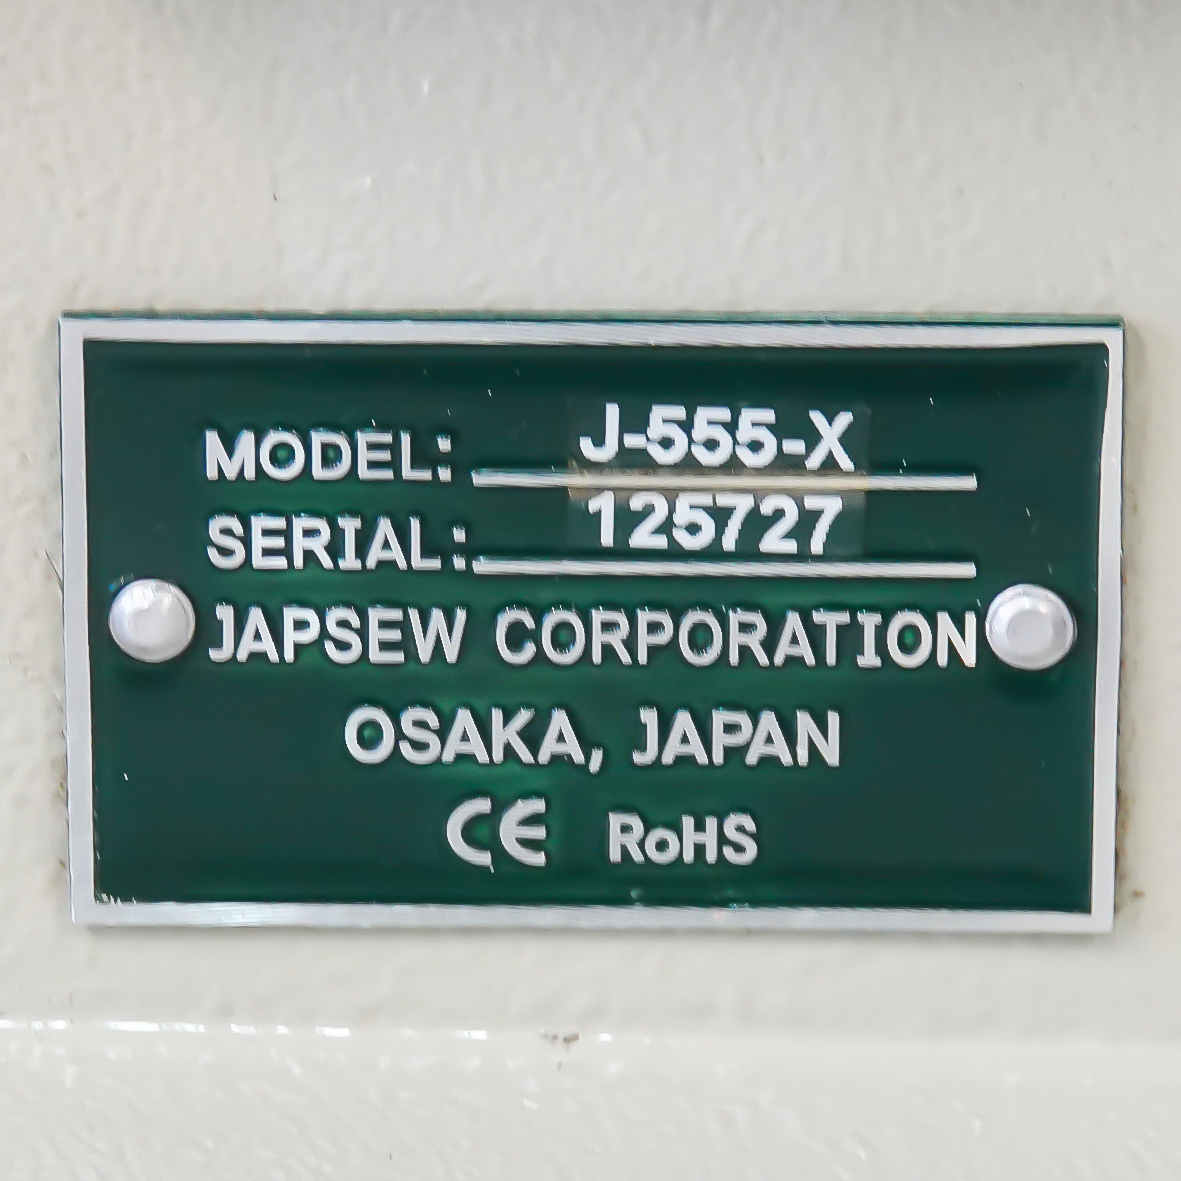 MODEL: J-555-X
SERIAL: 125727
JAPSEW CORPORATION
OSAKA, JAPAN
CE RoHS